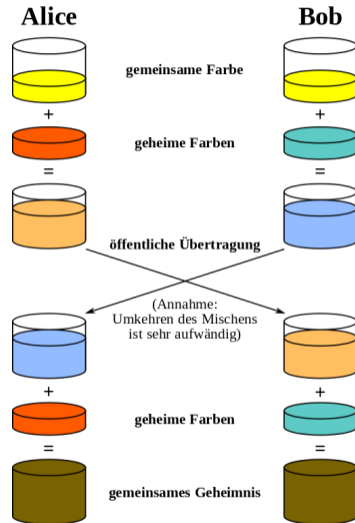 Alice Bob
gemeinsame Farbe
+ +
geheime Farben
= =
öffentliche Übertragung
(Annahme:
Umkehren des Mischens
ist sehr aufwändig)
+ +
geheime Farben
= =
gemeinsames Geheimnis